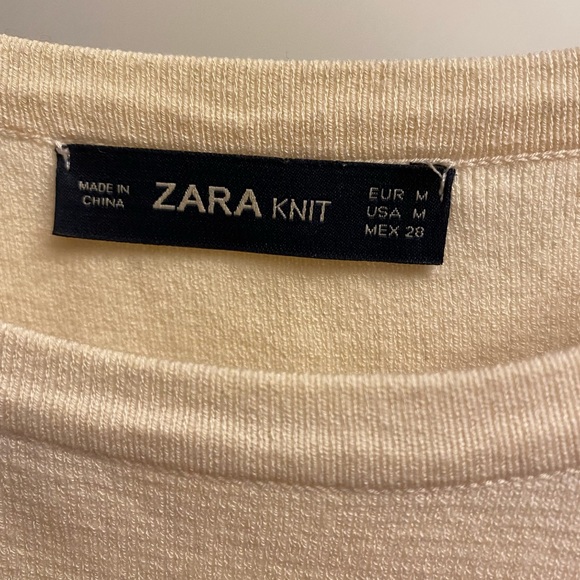 MADE IN
CHINA
ZARA KNIT
EUR M
USA M
MEX 28